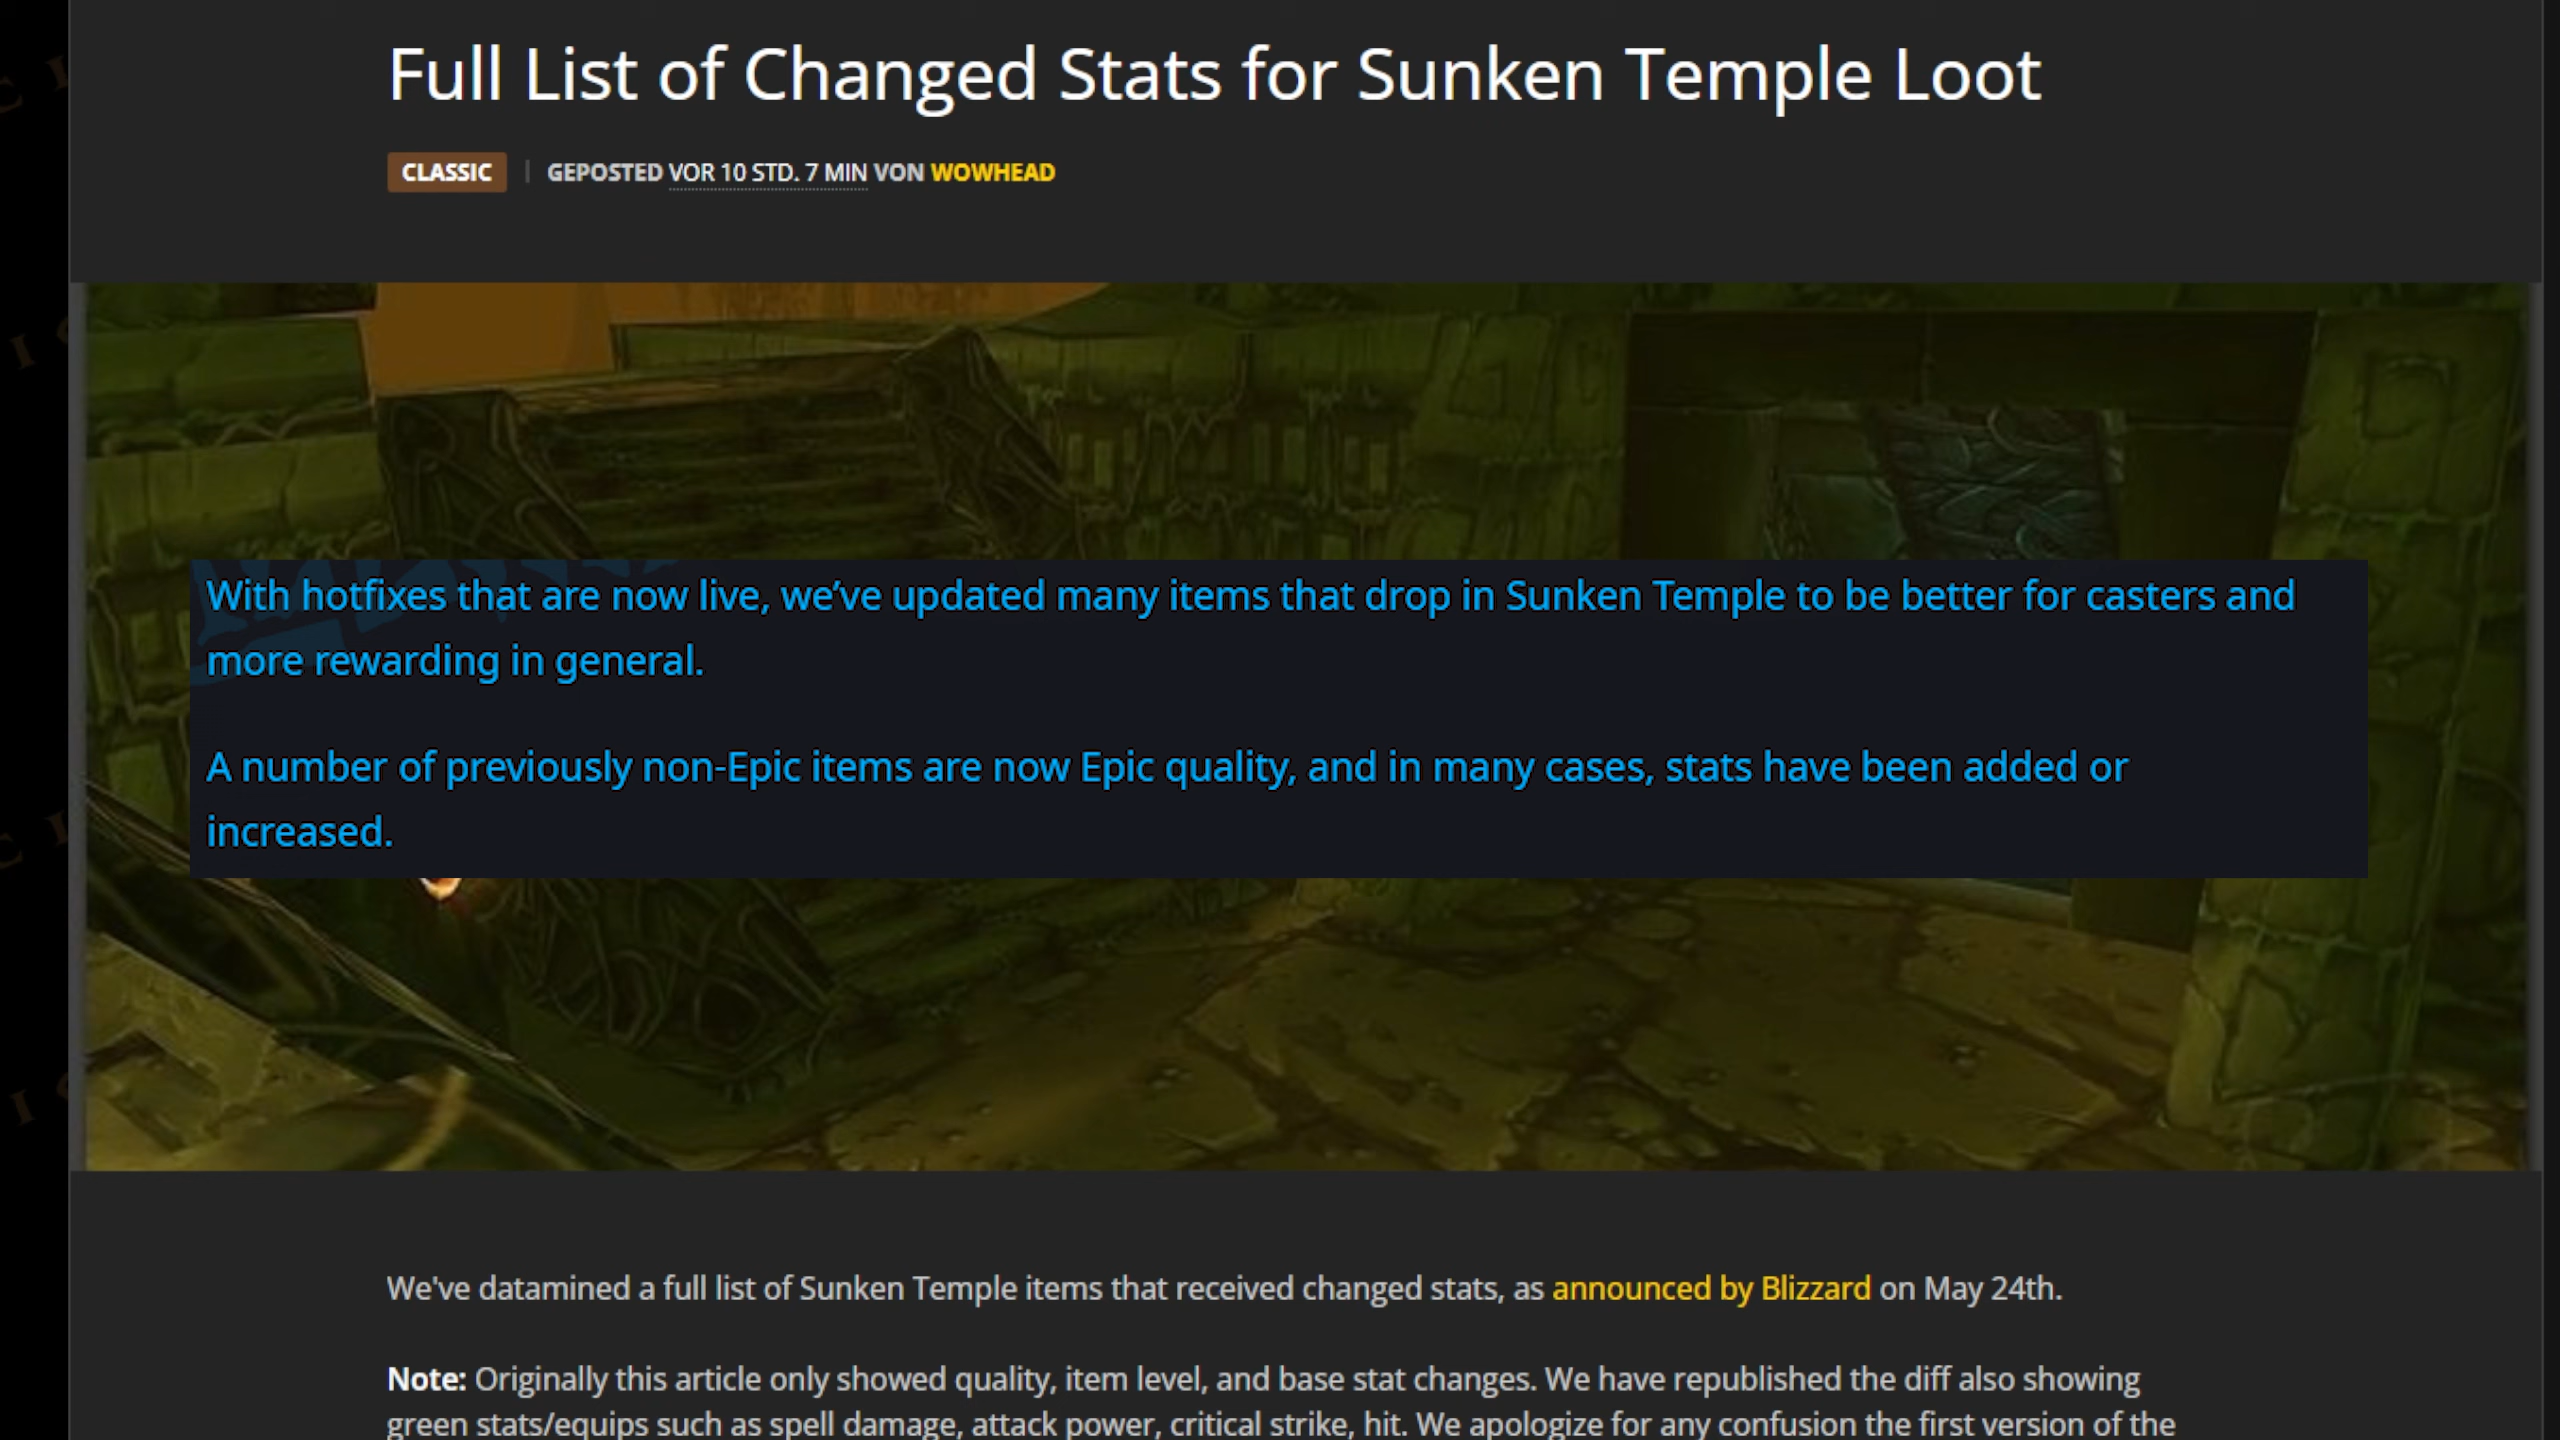 Full List of Changed Stats for Sunken Temple Loot
CLASSIC | GEPOSTED VOR 10 STD. 7 MIN VON WOWHEAD
With hotfixes that are now live, we’ve updated many items that drop in Sunken Temple to be better for casters and
more rewarding in general.
A number of previously non-Epic items are now Epic quality, and in many cases, stats have been added or
increased.
We've datamined a full list of Sunken Temple items that received changed stats, as announced by Blizzard on May 24th.
Note: Originally this article only showed quality, item level, and base stat changes. We have republished the diff also showing
green stats/equips such as spell damage, attack power, critical strike, hit. We apologize for any confusion the first version of the